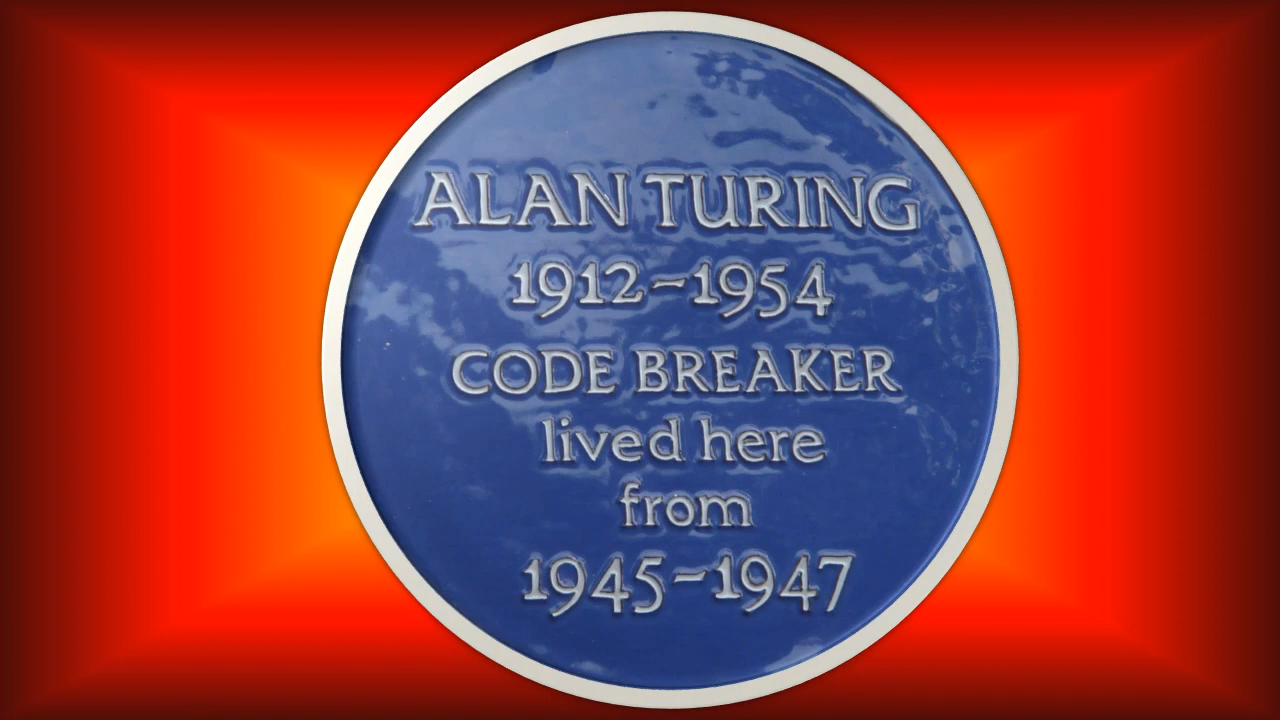 ALAN TURING
1912-1954
CODE BREAKER
lived here
from
1945-1947